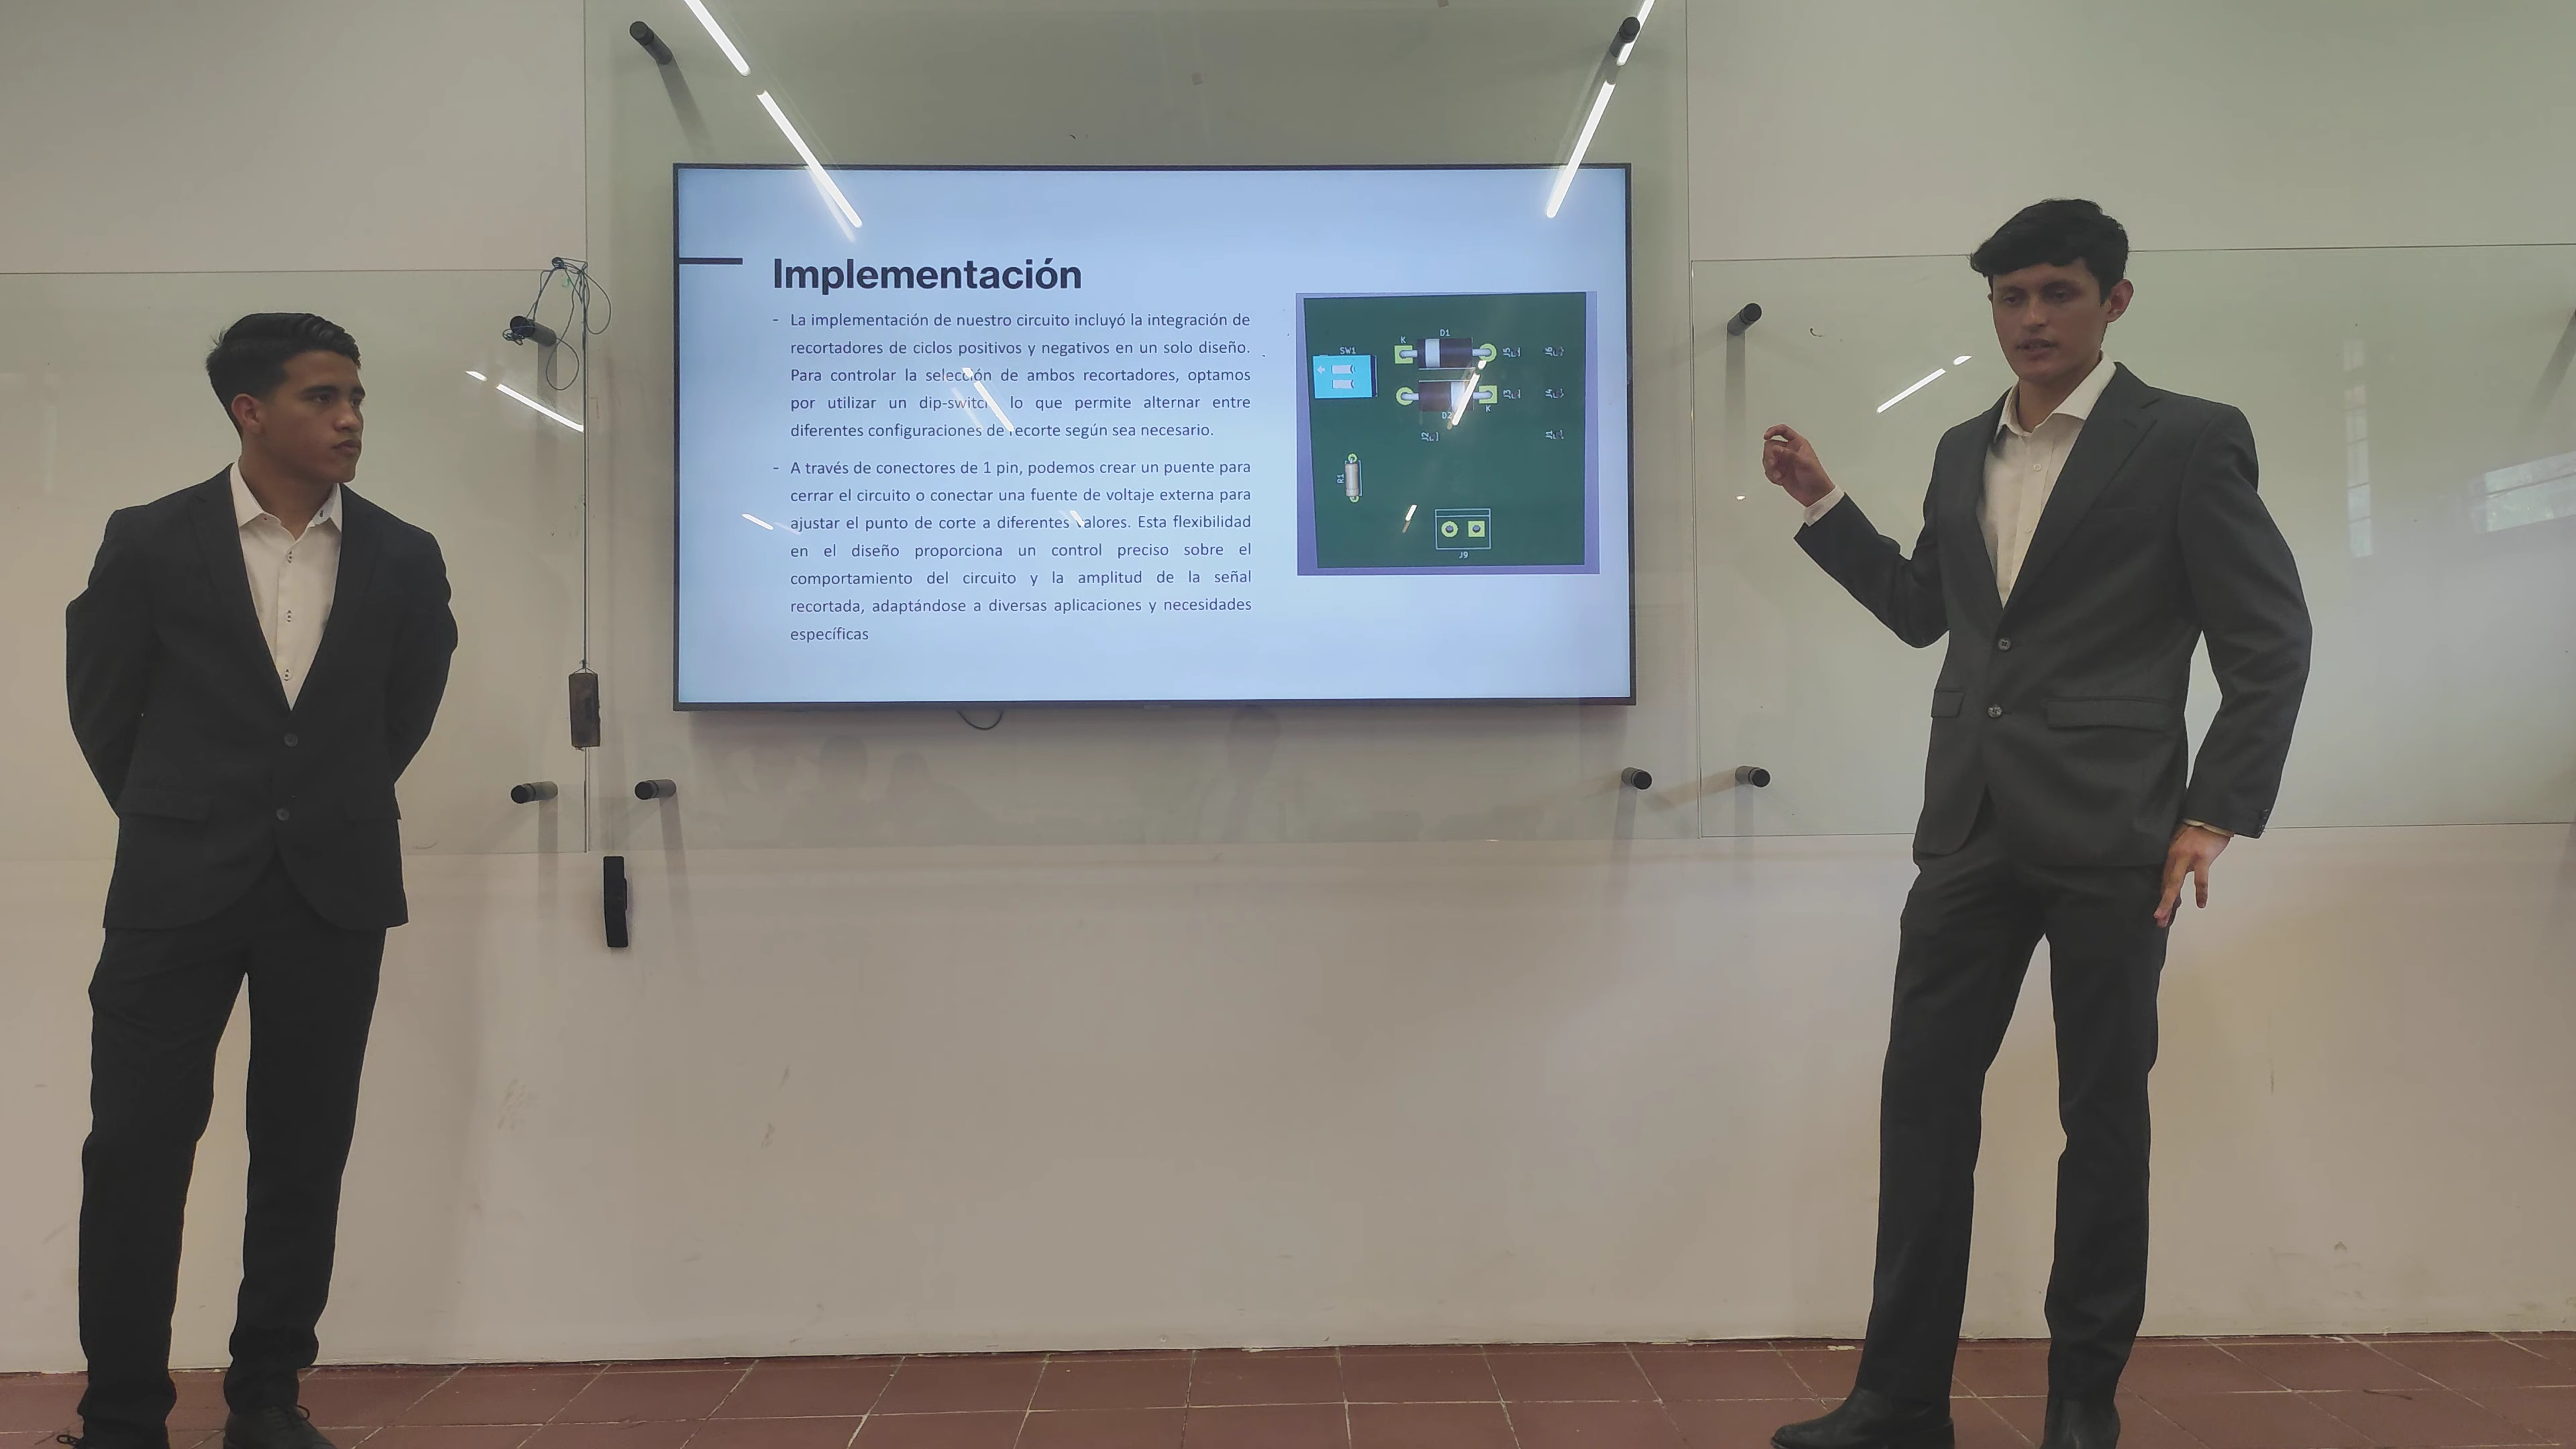 Implementación
- La implementación de nuestro circuito incluyó la integración de
recortadores de ciclos positivos y negativos en un solo diseño.
Para controlar la selección de ambos recortadores, optamos
por utilizar un dip-switch lo que permite alternar entre
diferentes configuraciones de recorte según sea necesario.
- A través de conectores de 1 pin, podemos crear un puente para
cerrar el circuito o conectar una fuente de voltaje externa para
ajustar el punto de corte a diferentes valores. Esta flexibilidad
en el diseño proporciona un control preciso sobre el
comportamiento del circuito y la amplitud de la señal
recortada, adaptándose a diversas aplicaciones y necesidades
específicas
D1
K
SW1
D2
K
R1
J9